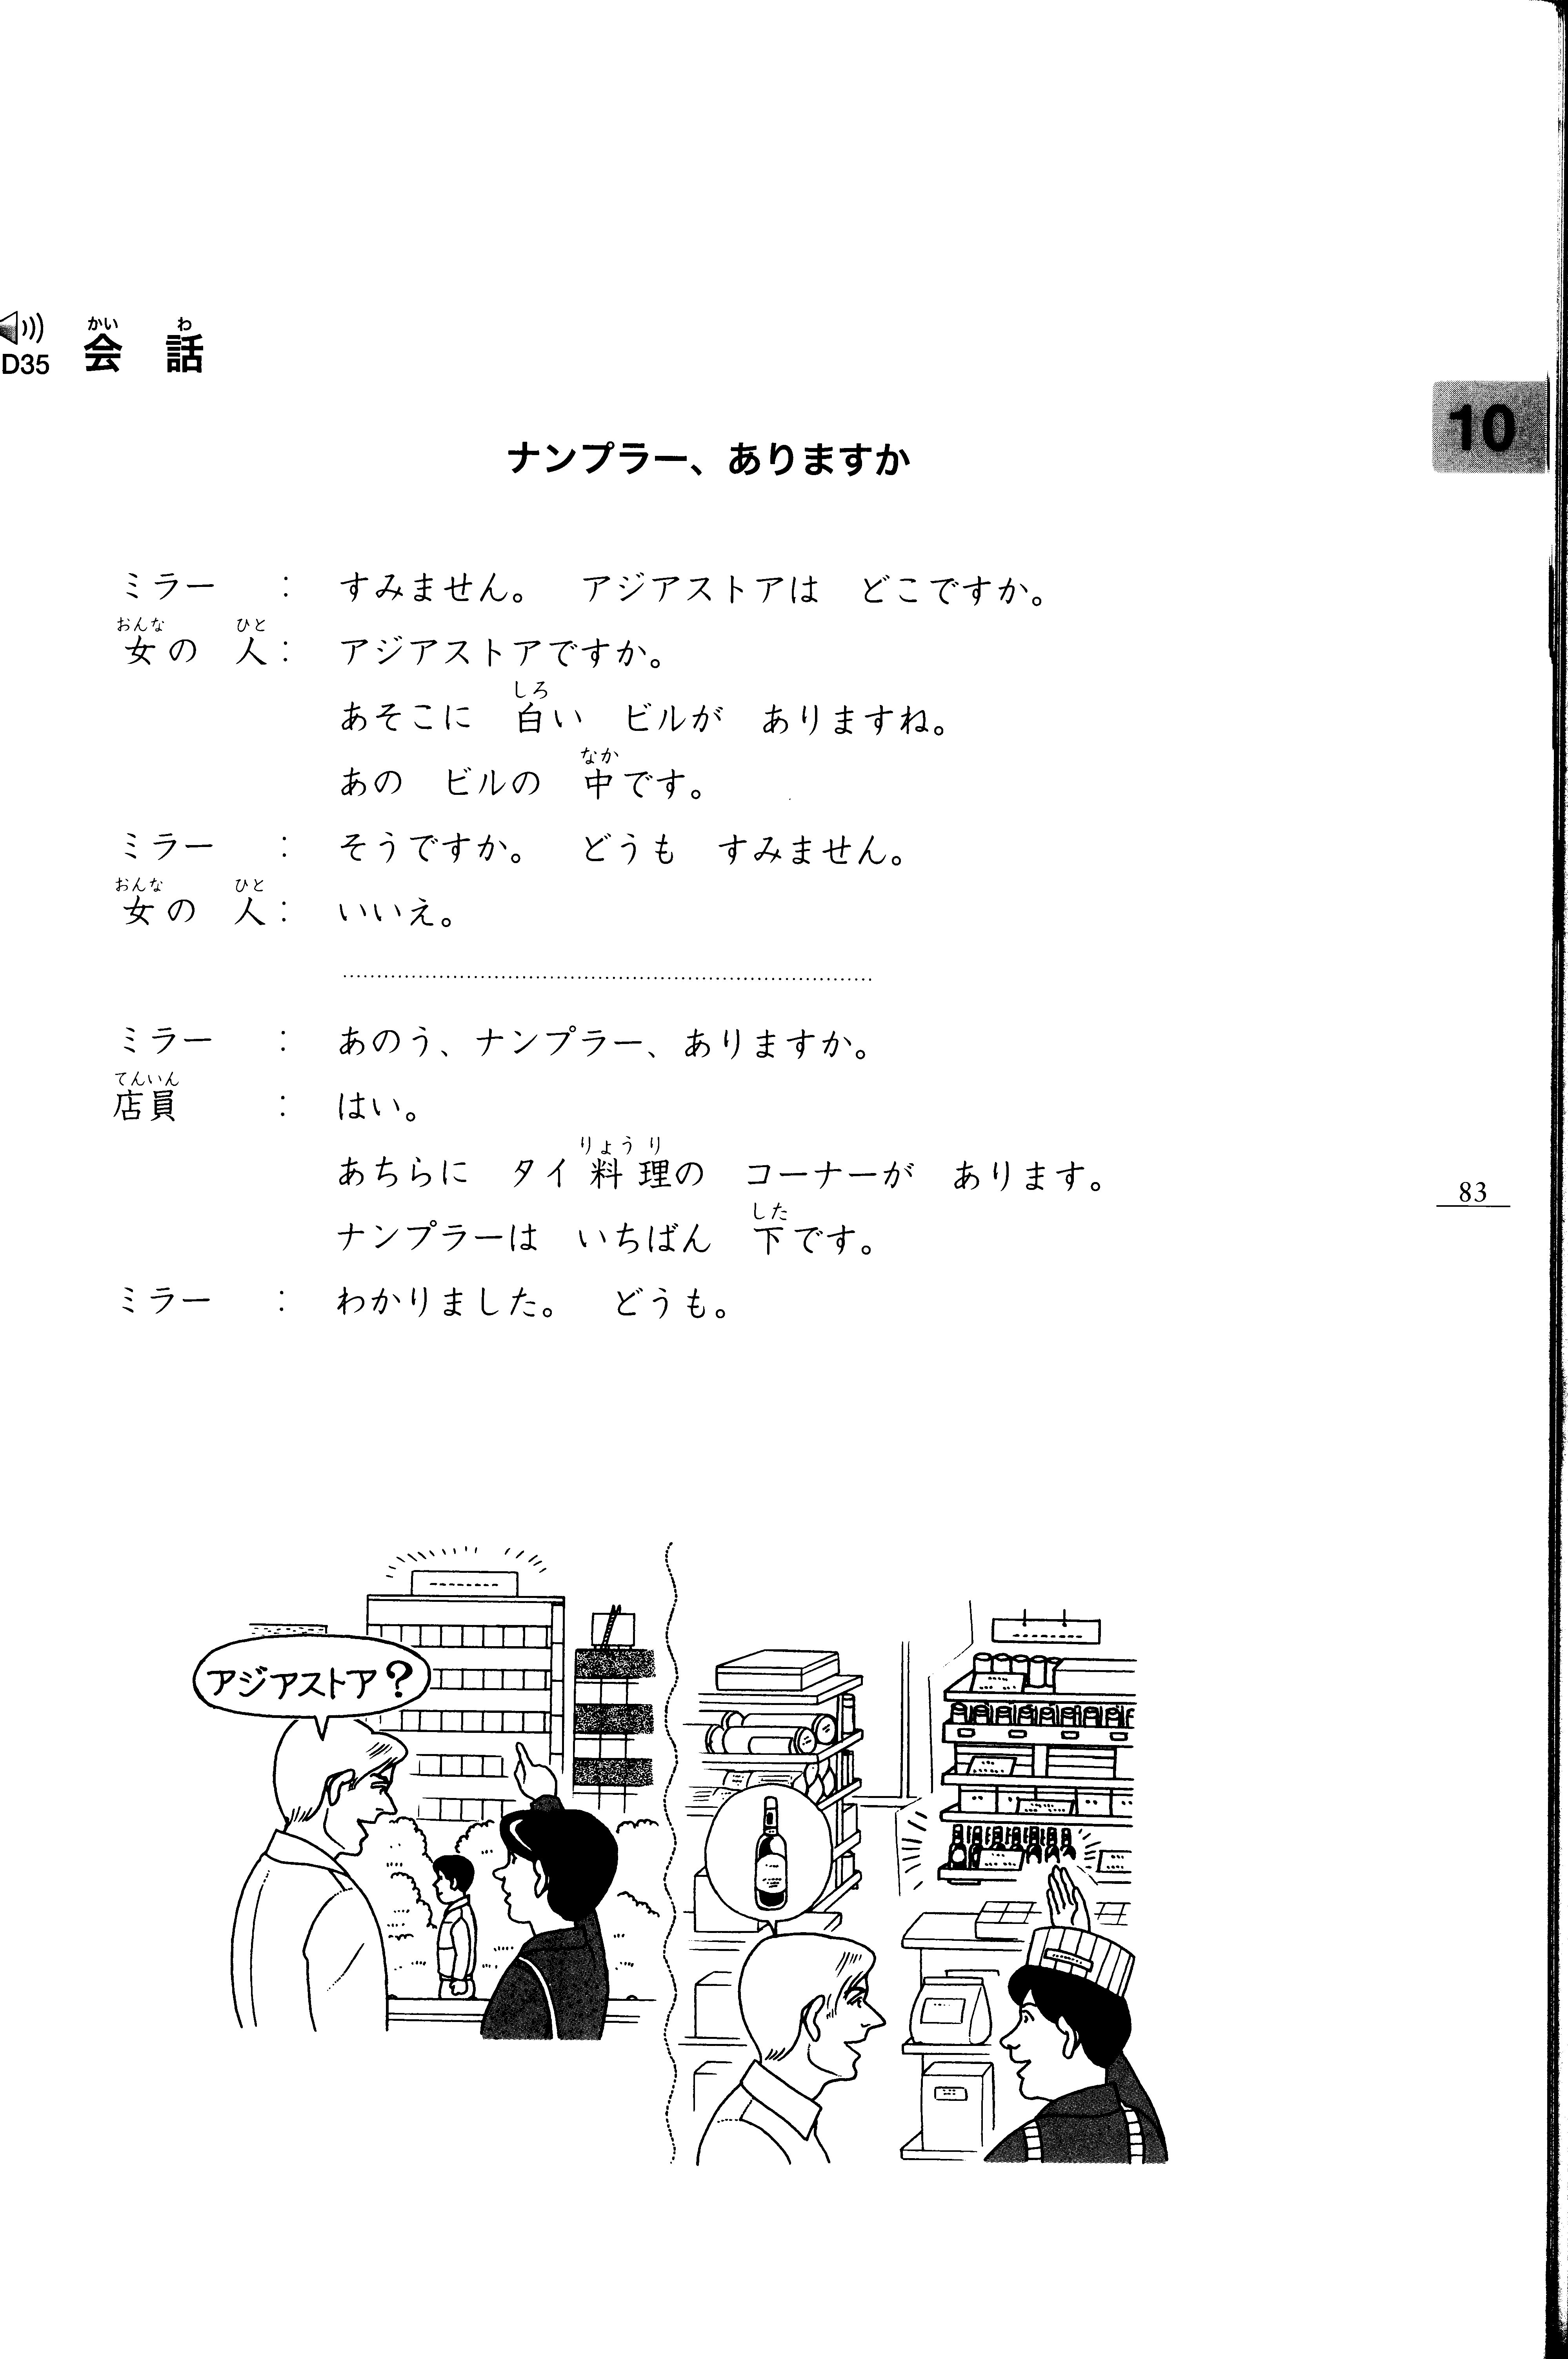 かい わ
D35 会 話
10
ナンプラー、ありますか
ミラー : すみません。 アジアストアは どこですか。
おんな ひと
女の 人: アジアストアですか。
しろ
あそこに 白い ビルが ありますね。
なか
あの ビルの 中です。
ミラー : そうですか。 どうも すみません。
おんな ひと
女の 人: いいえ。
ミラー : あのう、ナンプラー、ありますか。
てんいん
店員 : はい。
りょう り
あちらに タイ料理の コーナーが あります。
83
した
ナンプラーは いちばん 下です。
ミラー : わかりました。 どうも。
アジアストア?